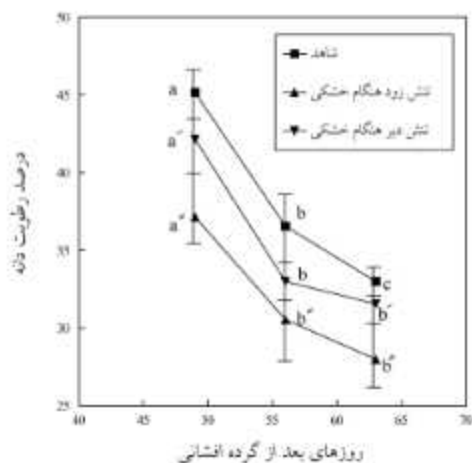 50
شاهد
تنش زود هنگام خشکی
تنش دیر هنگام خشکی
45
a
a′
40
a″
درصد رطوبت دانه
35
b
b
c
b′
30
b″
b″
25
40 45 50 55 60 65 70
روزهای بعد از گرده افشانی